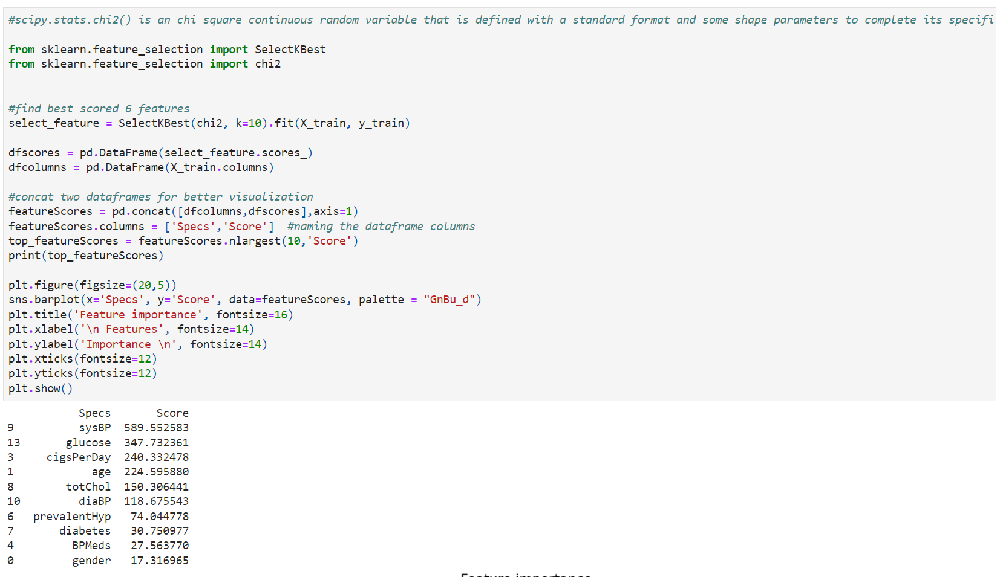 #scipy.stats.chi2() is an chi square continuous random variable that is defined with a standard format and some shape parameters to complete its specifi
from sklearn.feature_selection import SelectKBest
from sklearn.feature_selection import chi2
#find best scored 6 features
select_feature = SelectKBest(chi2, k=10).fit(X_train, y_train)
dfscores = pd.DataFrame(select_feature.scores_)
dfcolumns = pd.DataFrame(X_train.columns)
#concat two dataframes for better visualization
featureScores = pd.concat([dfcolumns,dfscores],axis=1)
featureScores.columns = ['Specs','Score']  #naming the dataframe columns
top_featureScores = featureScores.nlargest(10,'Score')
print(top_featureScores)
plt.figure(figsize=(20,5))
sns.barplot(x='Specs', y='Score', data=featureScores, palette = "GnBu_d")
plt.title('Feature importance', fontsize=16)
plt.xlabel('\n Features', fontsize=14)
plt.ylabel('Importance \n', fontsize=14)
plt.xticks(fontsize=12)
plt.yticks(fontsize=12)
plt.show()
Specs Score
9 sysBP 589.552583
13 glucose 347.732361
3 cigsPerDay 240.332478
1 age 224.595880
8 totChol 150.306441
10 diaBP 118.675543
6 prevalentHyp 74.044778
7 diabetes 30.750977
4 BPMeds 27.563770
0 gender 17.316965
Feature importance